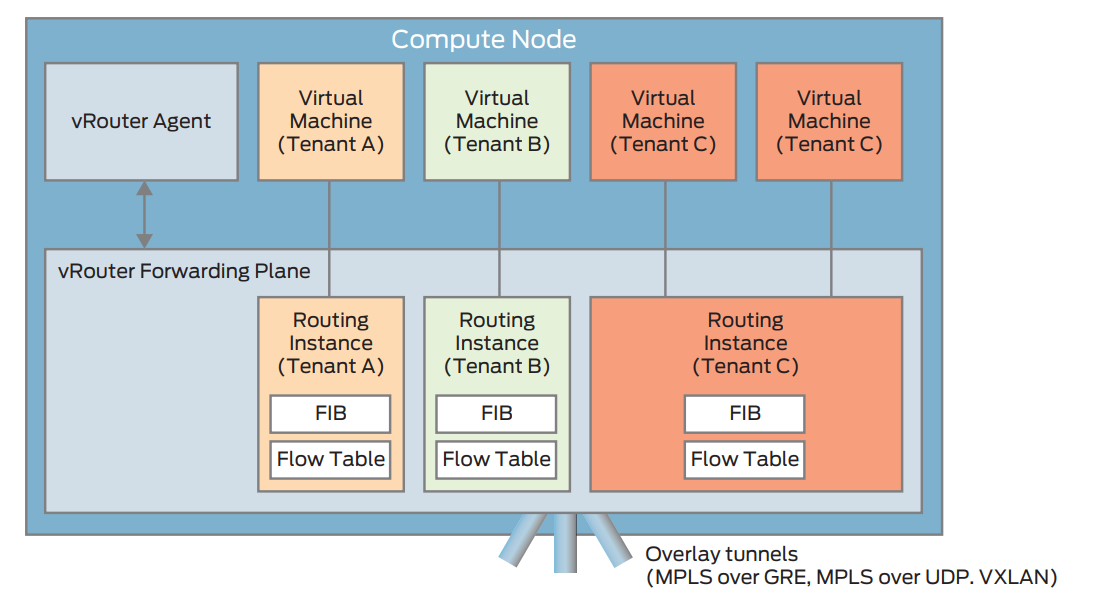 Compute Node
vRouter Agent
Virtual
Machine
(Tenant A)
Virtual
Machine
(Tenant B)
Virtual
Machine
(Tenant C)
Virtual
Machine
(Tenant C)
vRouter Forwarding Plane
Routing
Instance
(Tenant A)
FIB
Flow Table
Routing
Instance
(Tenant B)
FIB
Flow Table
Routing
Instance
(Tenant C)
FIB
Flow Table
Overlay tunnels
(MPLS over GRE, MPLS over UDP. VXLAN)